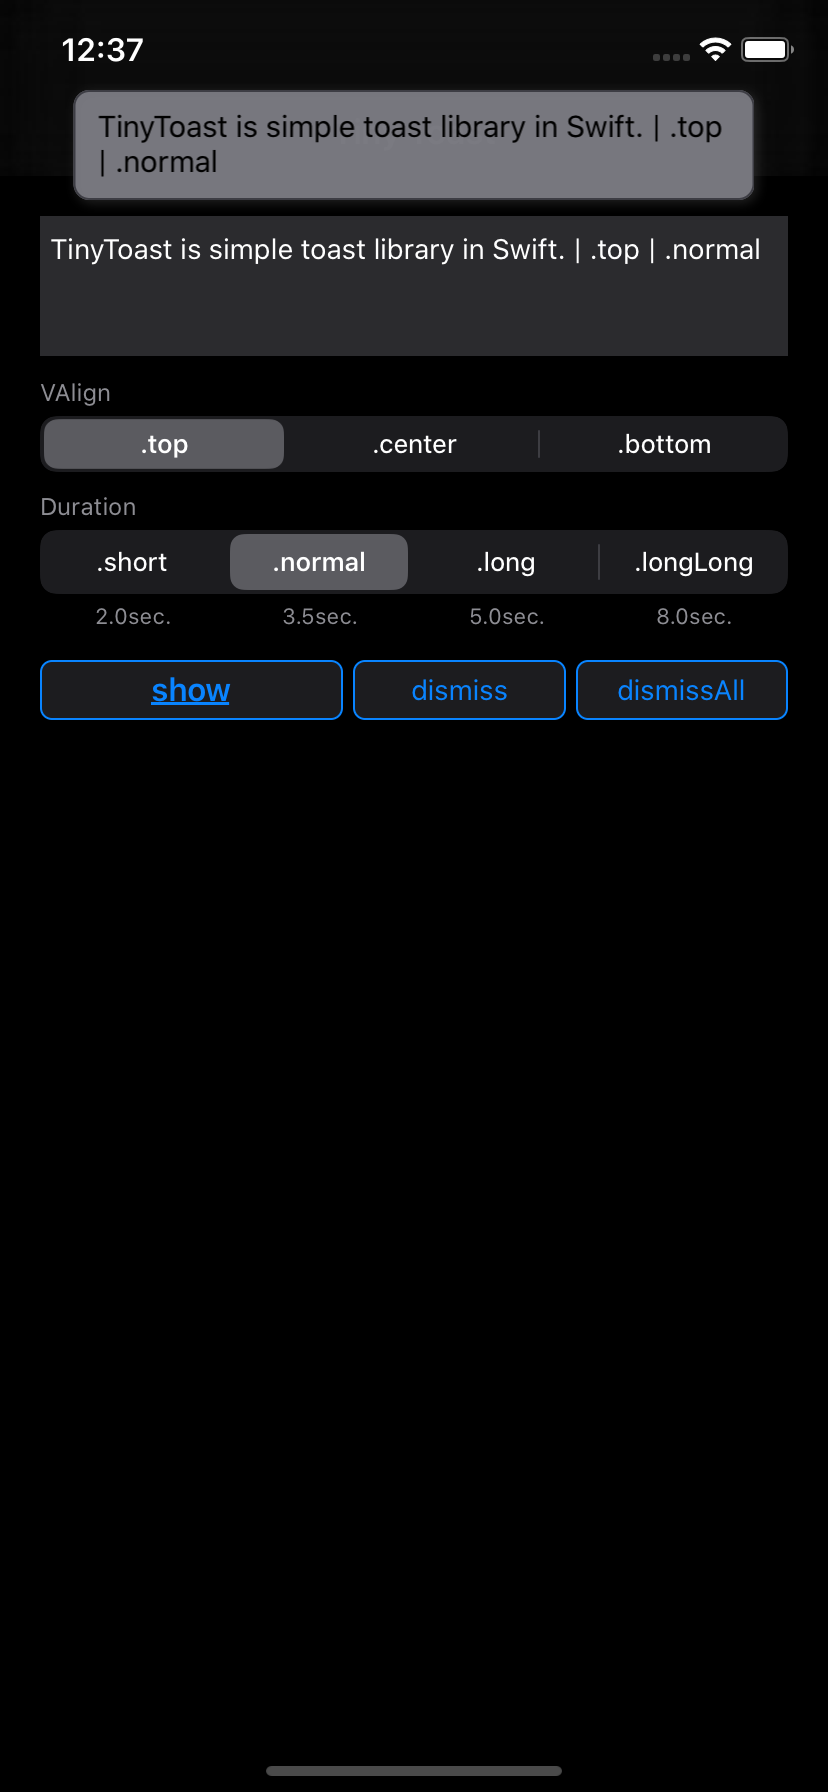 12:37
TinyToast is simple toast library in Swift. | .top
| .normal
TinyToast is simple toast library in Swift. | .top | .normal
VAlign
.top .center .bottom
Duration
.short .normal .long .longLong
2.0sec. 3.5sec. 5.0sec. 8.0sec.
show dismiss dismissAll